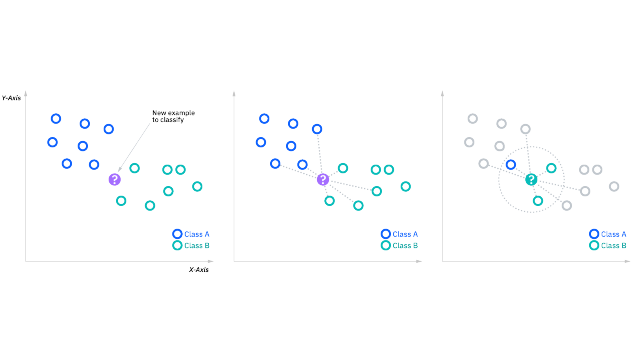 Y-Axis
New example
to classify
?
Class A
Class B
X-Axis
?
Class A
Class B
?
Class A
Class B